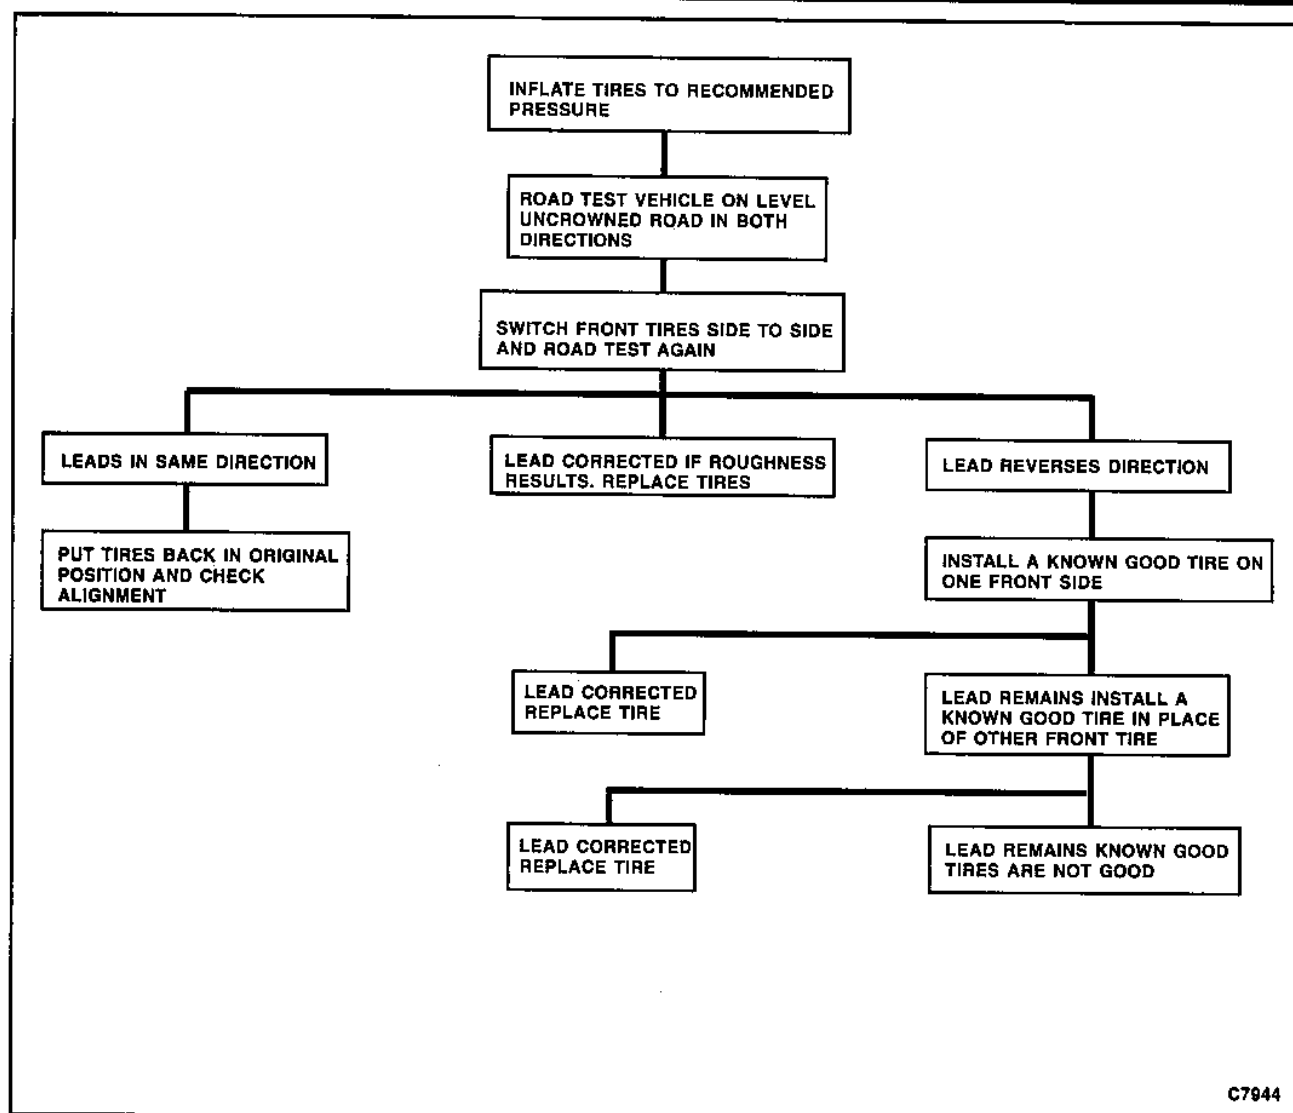 INFLATE TIRES TO RECOMMENDED
PRESSURE
ROAD TEST VEHICLE ON LEVEL
UNCROWNED ROAD IN BOTH
DIRECTIONS
SWITCH FRONT TIRES SIDE TO SIDE
AND ROAD TEST AGAIN
LEADS IN SAME DIRECTION
LEAD CORRECTED IF ROUGHNESS
RESULTS. REPLACE TIRES
LEAD REVERSES DIRECTION
PUT TIRES BACK IN ORIGINAL
POSITION AND CHECK
ALIGNMENT
INSTALL A KNOWN GOOD TIRE ON
ONE FRONT SIDE
LEAD CORRECTED
REPLACE TIRE
LEAD REMAINS INSTALL A
KNOWN GOOD TIRE IN PLACE
OF OTHER FRONT TIRE
LEAD CORRECTED
REPLACE TIRE
LEAD REMAINS KNOWN GOOD
TIRES ARE NOT GOOD
C7944